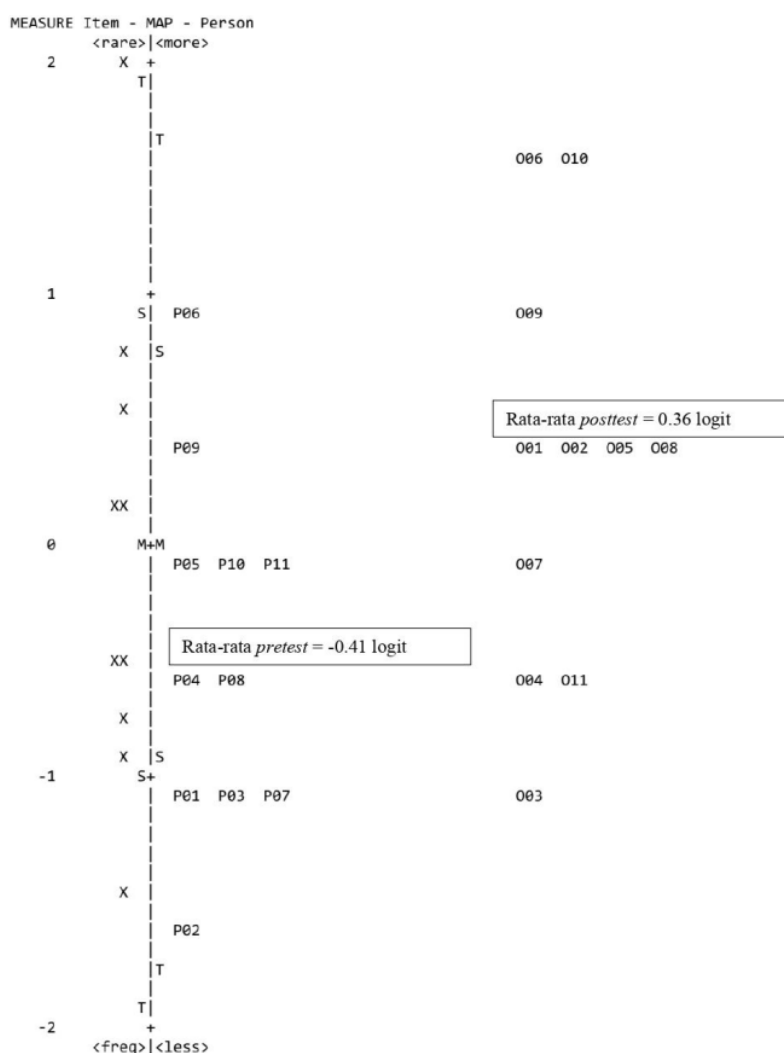 MEASURE Item - MAP - Person
<rare>|<more>
2 X +
T|
|T
O06 O10
1 +
S| P06 O09
X |S
X |
Rata-rata posttest = 0.36 logit
P09 O01 O02 O05 O08
XX |
0 M+M
P05 P10 P11 O07
Rata-rata pretest = -0.41 logit
XX |
P04 P08 O04 O11
X |
X |S
-1 S+
P01 P03 P07 O03
X |
P02
|T
T|
-2 +
<freq>|<less>